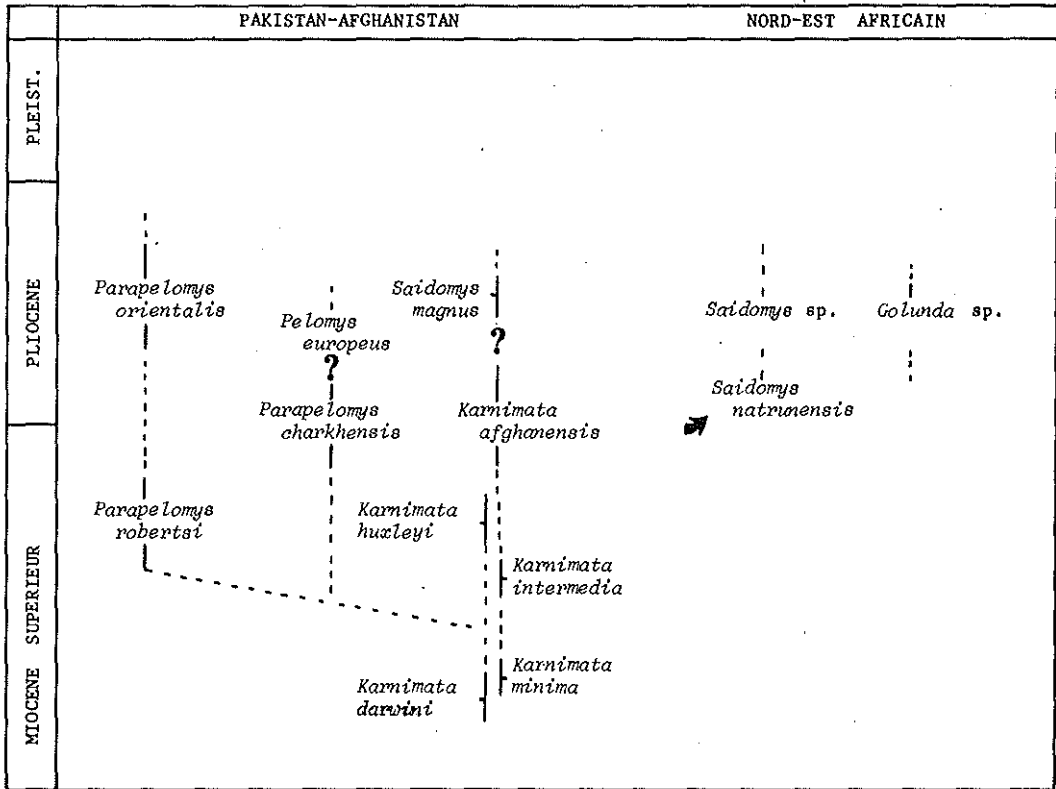 PAKISTAN-AFGHANISTAN
NORD-EST AFRICAIN
PLEIST.
PLIOCENE
MIOCENE SUPERIEUR
Parapelomys
orientalis
Pelomys
europeus
?
Saidomys
magnus
?
Saidomys sp.
Golunda sp.
Parapelomys
charkhensis
Karnimata
afghanensis
Saidomys
natrunensis
Parapelomys
robertsi
Karnimata
huxleyi
Karnimata
intermedia
Karnimata
darwini
Karnimata
minima